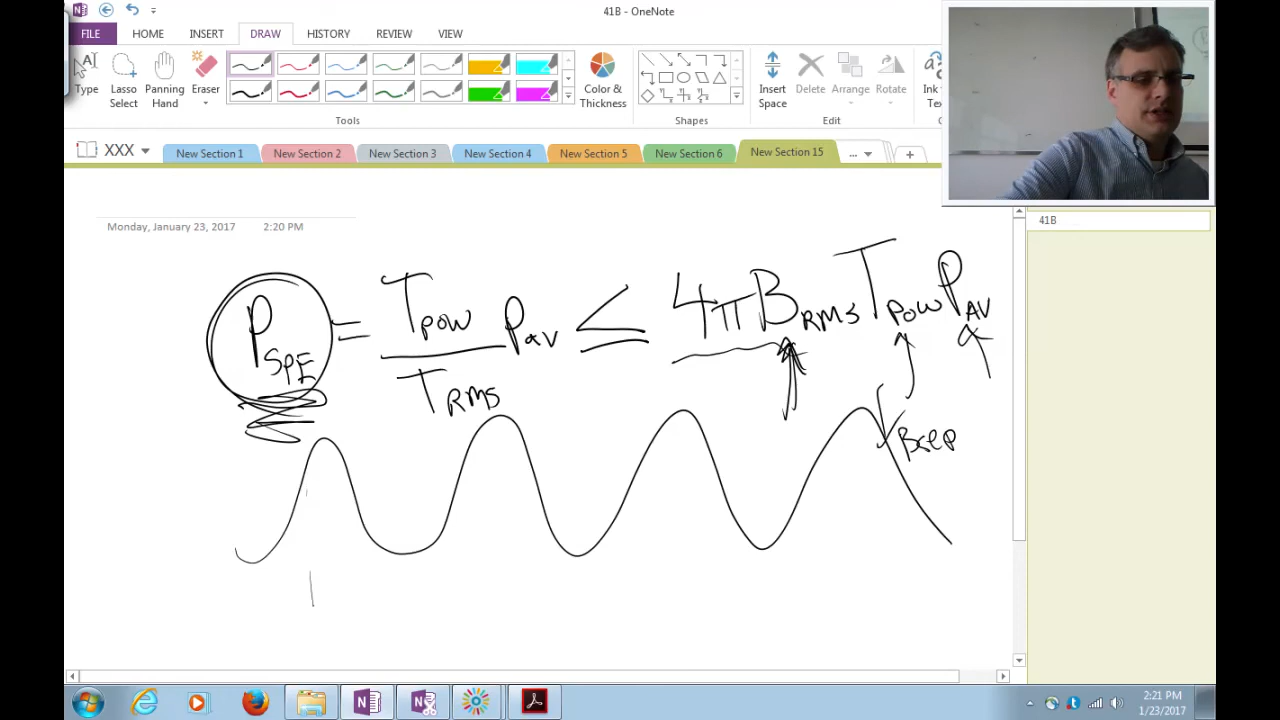 41B - OneNote
FILE HOME INSERT DRAW HISTORY REVIEW VIEW
Type
Lasso Select
Panning Hand
Eraser
Color & Thickness
Insert Space
Delete
Arrange
Rotate
Tools
Shapes
Edit
XXX New Section 1 New Section 2 New Section 3 New Section 4 New Section 5 New Section 6 New Section 15 ...
41B
Monday, January 23, 2017 2:20 PM
P_SPE = T_POW / T_RMS P_av ≤ 4π B_RMS T_POW P_AV
2:21 PM
1/23/2017